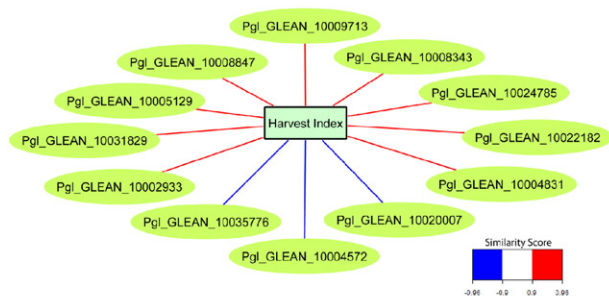 Pgl_GLEAN_10009713
Pgl_GLEAN_10008847
Pgl_GLEAN_10008343
Pgl_GLEAN_10005129
Pgl_GLEAN_10024785
Harvest Index
Pgl_GLEAN_10031829
Pgl_GLEAN_10022182
Pgl_GLEAN_10002933
Pgl_GLEAN_10004831
Pgl_GLEAN_10035776
Pgl_GLEAN_10020007
Pgl_GLEAN_10004572
Similarity Score
-0.96 -0.9 0.9 3.96